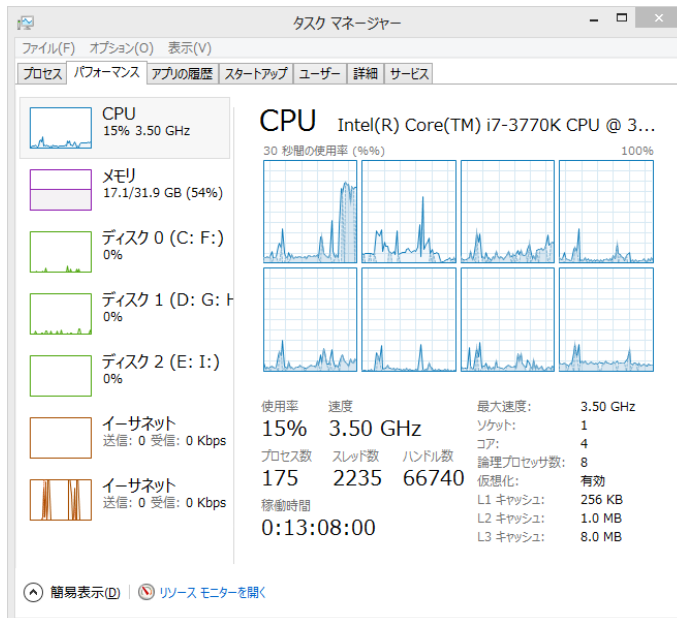 タスク マネージャー
ファイル(F) オプション(O) 表示(V)
プロセス パフォーマンス アプリの履歴 スタートアップ ユーザー 詳細 サービス
CPU
15% 3.50 GHz
メモリ
17.1/31.9 GB (54%)
ディスク 0 (C: F:)
0%
ディスク 1 (D: G: H
0%
ディスク 2 (E: I:)
0%
イーサネット
送信: 0 受信: 0 Kbps
イーサネット
送信: 0 受信: 0 Kbps
CPU Intel(R) Core(TM) i7-3770K CPU @ 3...
30 秒間の使用率 (%%) 100%
使用率 速度
15% 3.50 GHz
プロセス数 スレッド数 ハンドル数
175 2235 66740
稼働時間
0:13:08:00
最大速度: 3.50 GHz
ソケット: 1
コア: 4
論理プロセッサ数: 8
仮想化: 有効
L1 キャッシュ: 256 KB
L2 キャッシュ: 1.0 MB
L3 キャッシュ: 8.0 MB
簡易表示(D) リソース モニターを開く